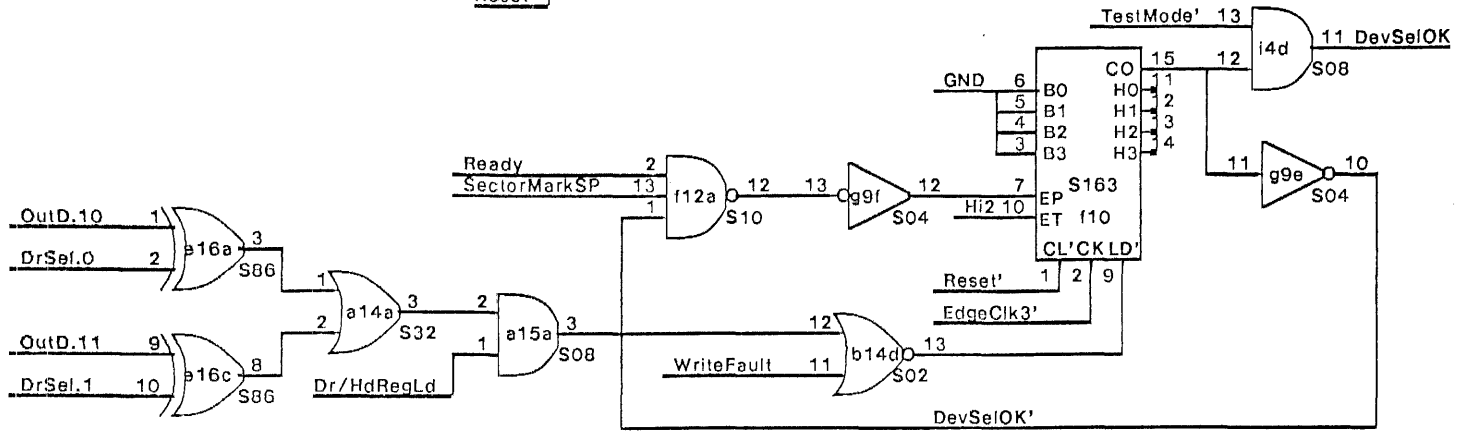 TestMode' 13
i4d
11 DevSelOK
12
S08
CO 15
GND 6 B0 H0 1
5 B1 H1 2
4 B2 H2 3
3 B3 H3 4
11 g9e 10
S04
Ready 2
SectorMarkSP 13
1
f12a 12
S10
13 g9f 12
S04
7 EP
S163
Hi2 10 ET f10
CL' CK LD'
1 2 9
Reset'
EdgeClk3'
OutD.10 1
DrSel.0 2
e16a 3
S86
OutD.11 9
DrSel.1 10
e16c 8
S86
1
2
a14a 3
S32
2
1
a15a 3
S08
Dr/HdRegLd
12
WriteFault 11
b14d 13
S02
DevSelOK'